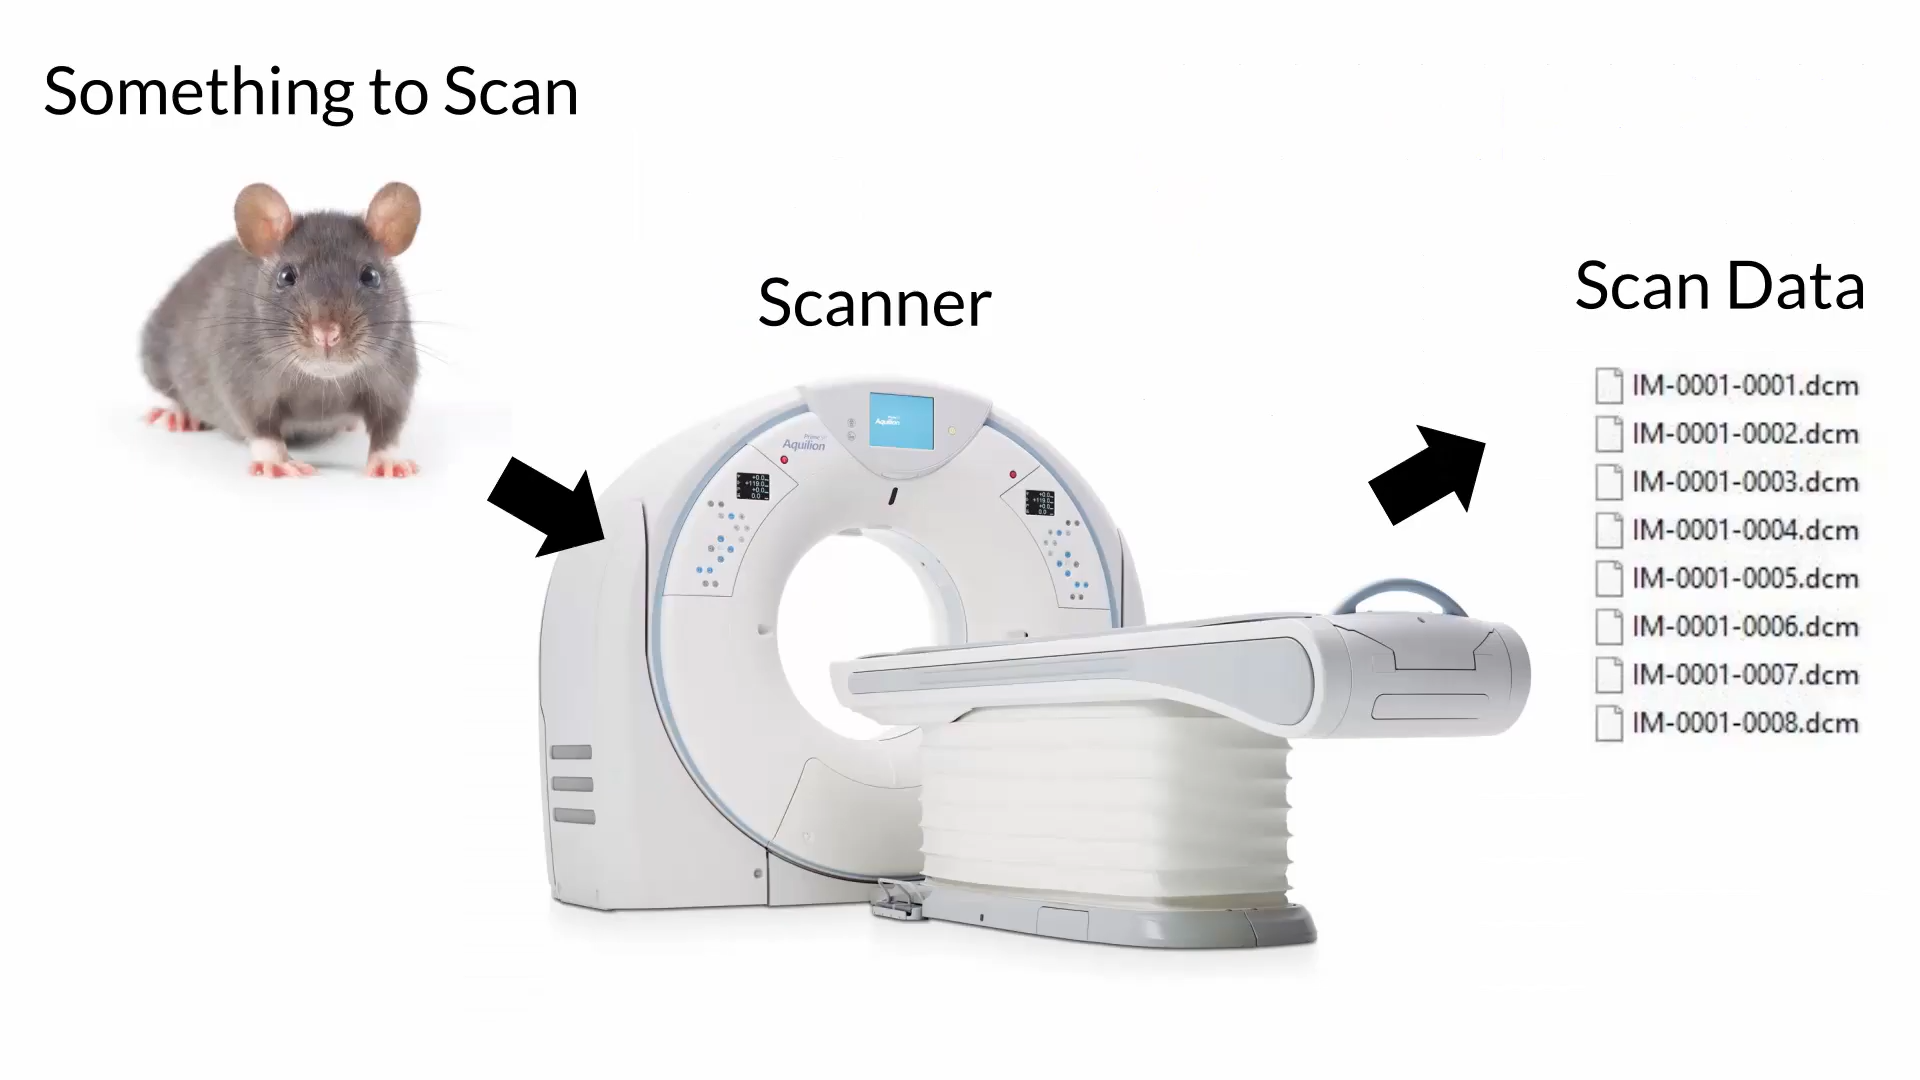 Something to Scan
Scanner
Scan Data
Aquilion
Aquilion
IM-0001-0001.dcm
IM-0001-0002.dcm
IM-0001-0003.dcm
IM-0001-0004.dcm
IM-0001-0005.dcm
IM-0001-0006.dcm
IM-0001-0007.dcm
IM-0001-0008.dcm